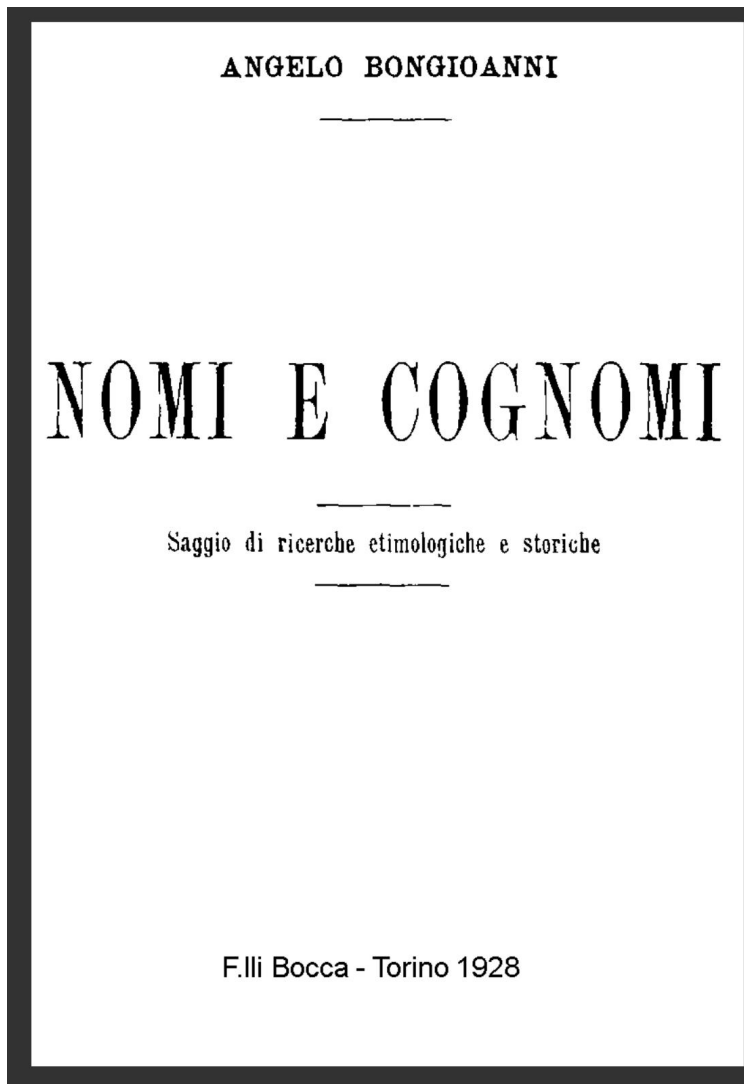 ANGELO BONGIOANNI
NOMI E COGNOMI
Saggio di ricerche etimologiche e storiche
F.lli Bocca - Torino 1928